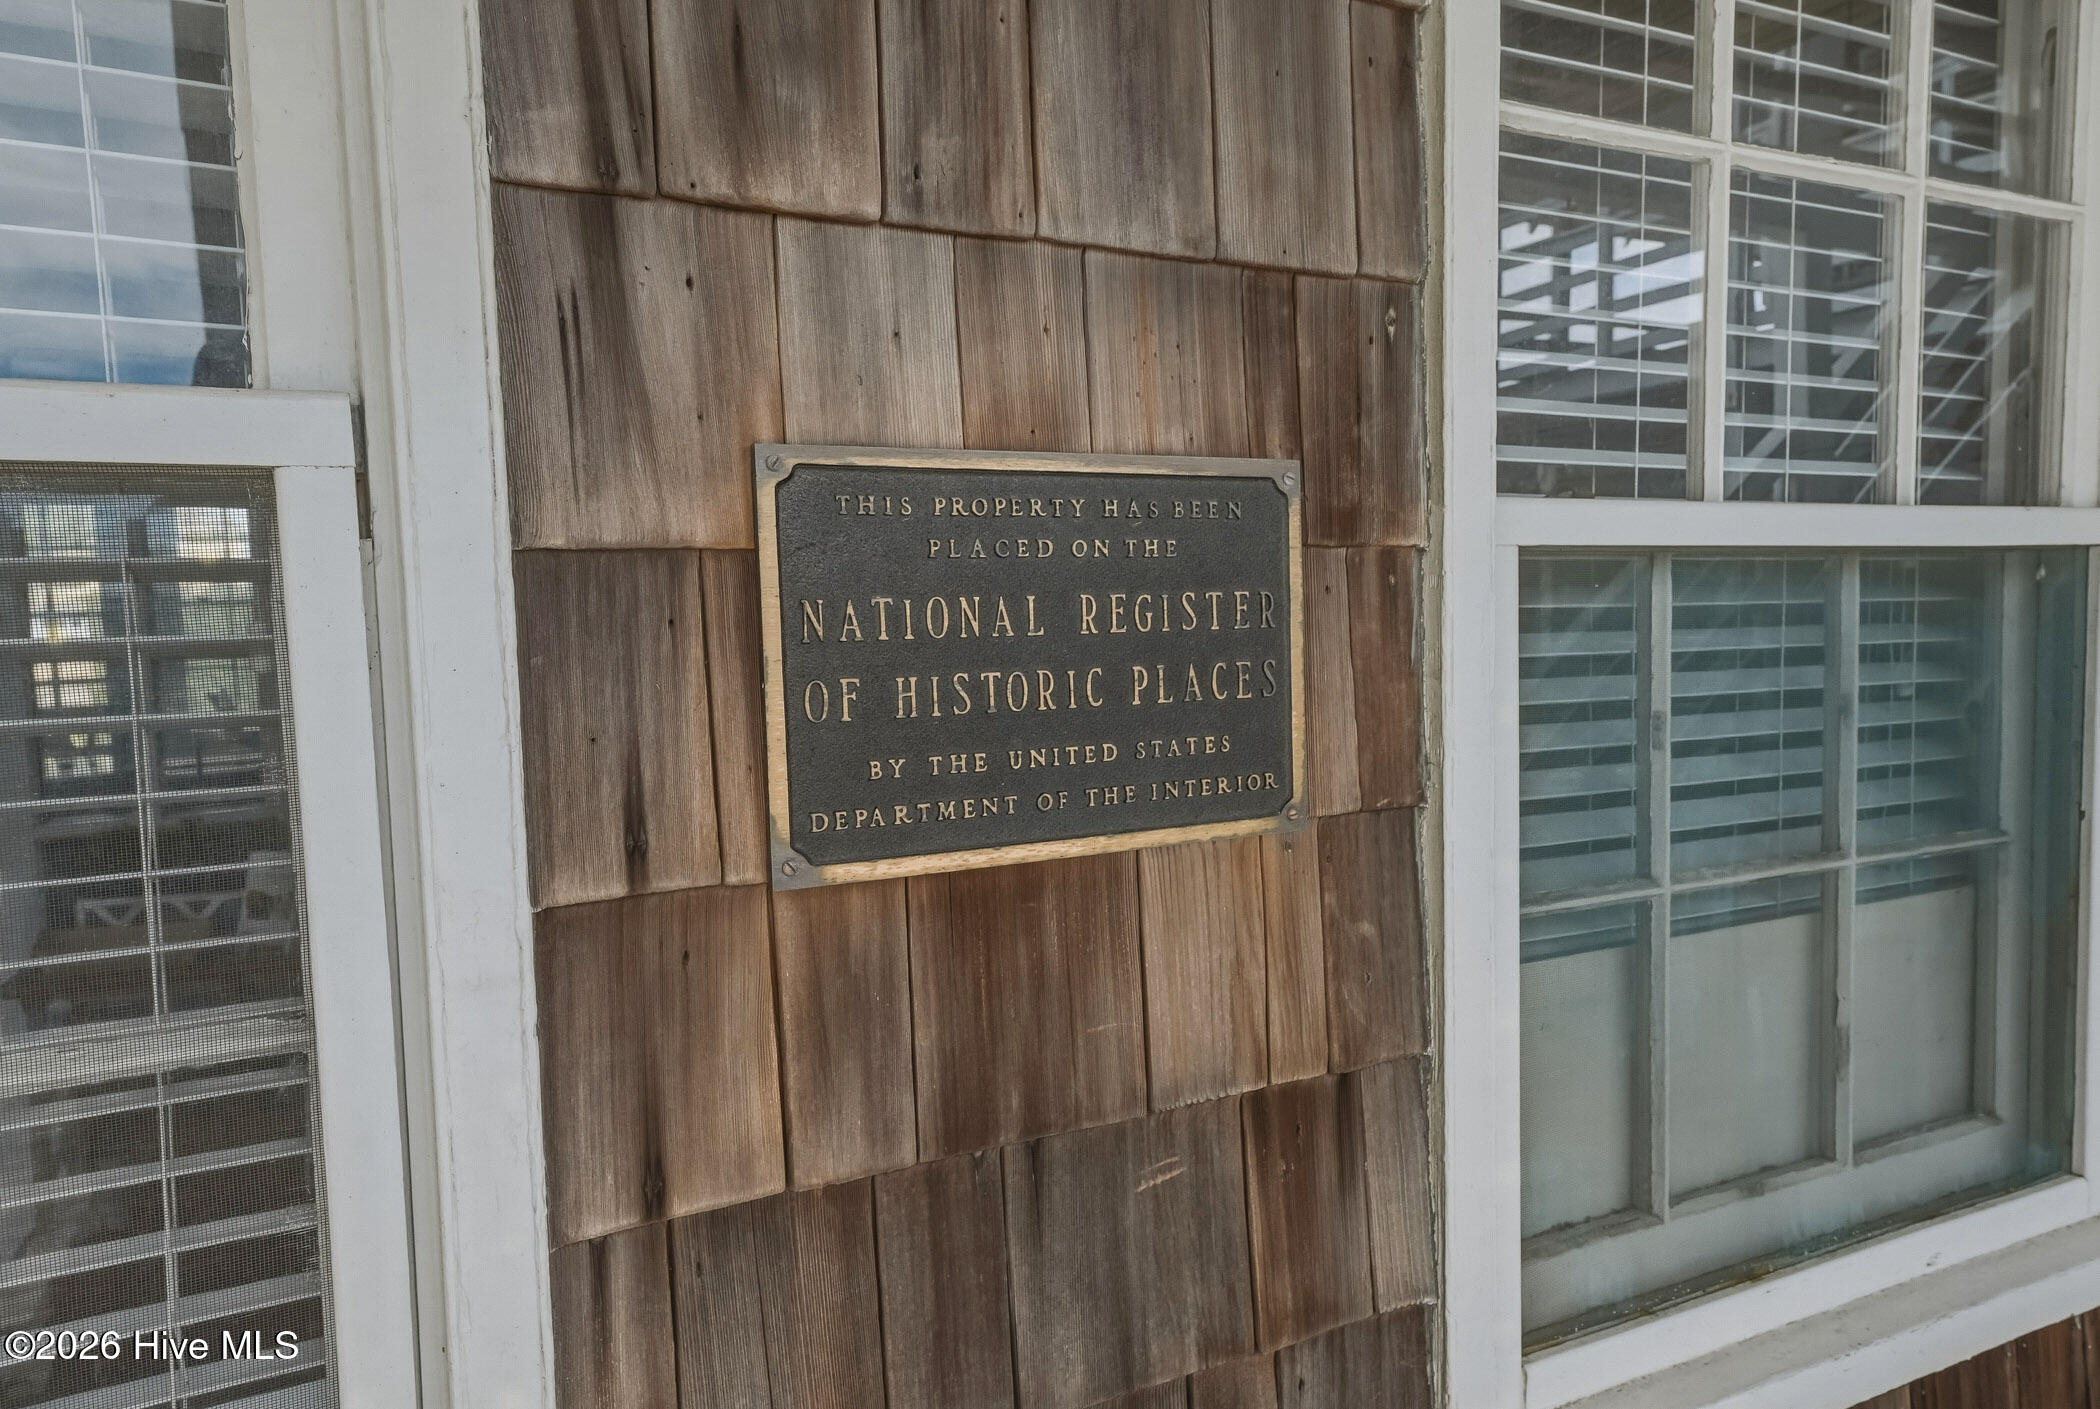 THIS PROPERTY HAS BEEN
PLACED ON THE
NATIONAL REGISTER
OF HISTORIC PLACES
BY THE UNITED STATES
DEPARTMENT OF THE INTERIOR
©2026 Hive MLS